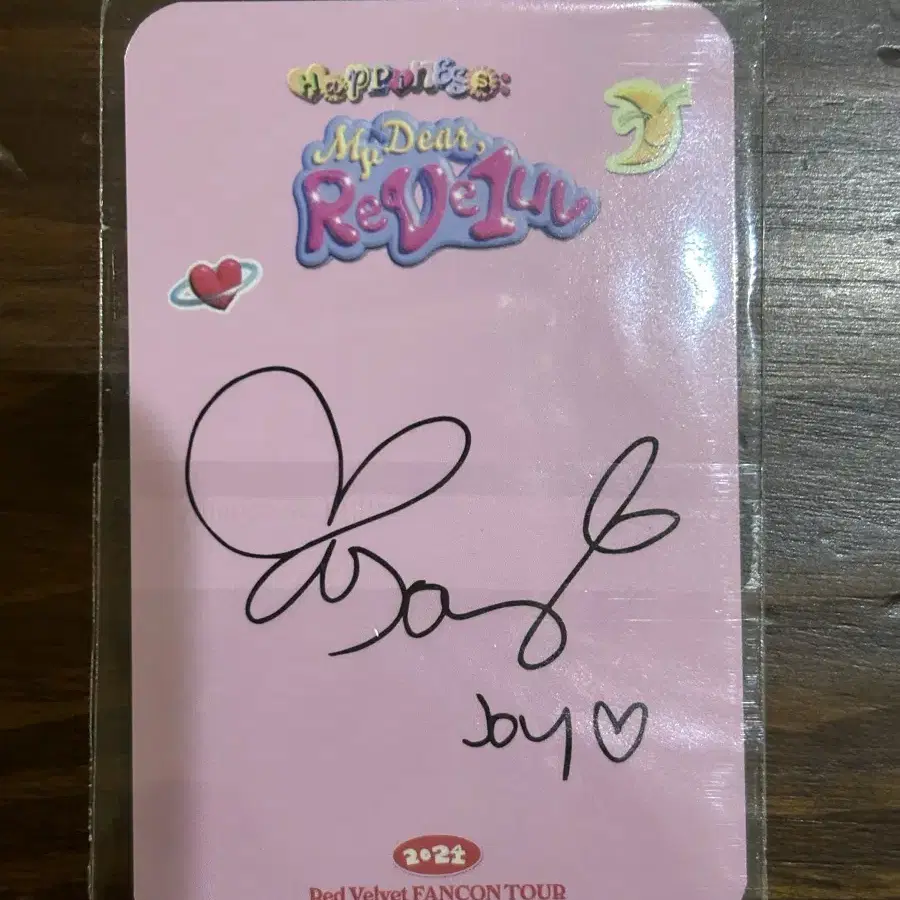 HaPPiNESS:
My Dear,
ReVe1uv
Joy♡
2024
Red Velvet FANCON TOUR